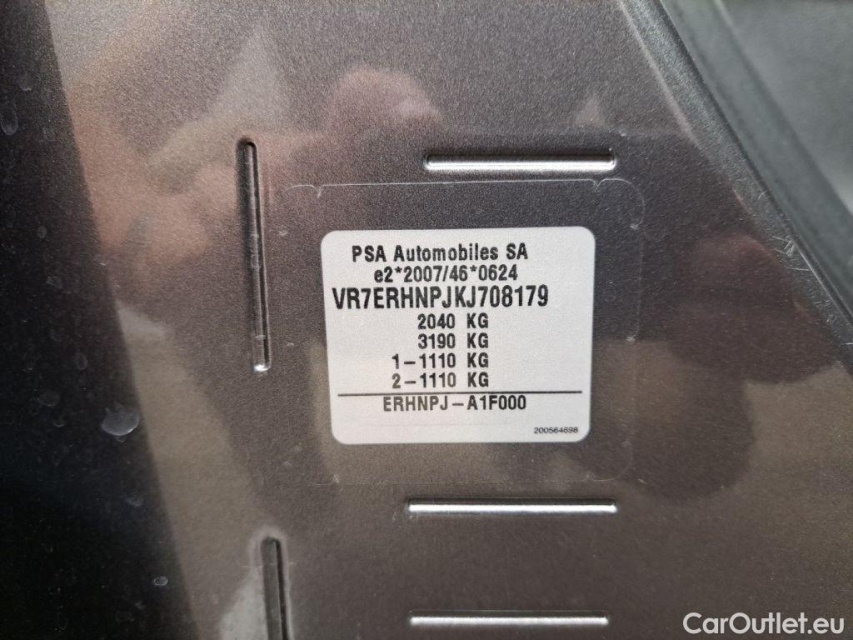 PSA Automobiles SA
e2*2007/46*0624
VR7ERHNPJKJ708179
2040 KG
3190 KG
1-1110 KG
2-1110 KG
ERHNPJ-A1F000
200564698
CarOutlet.eu